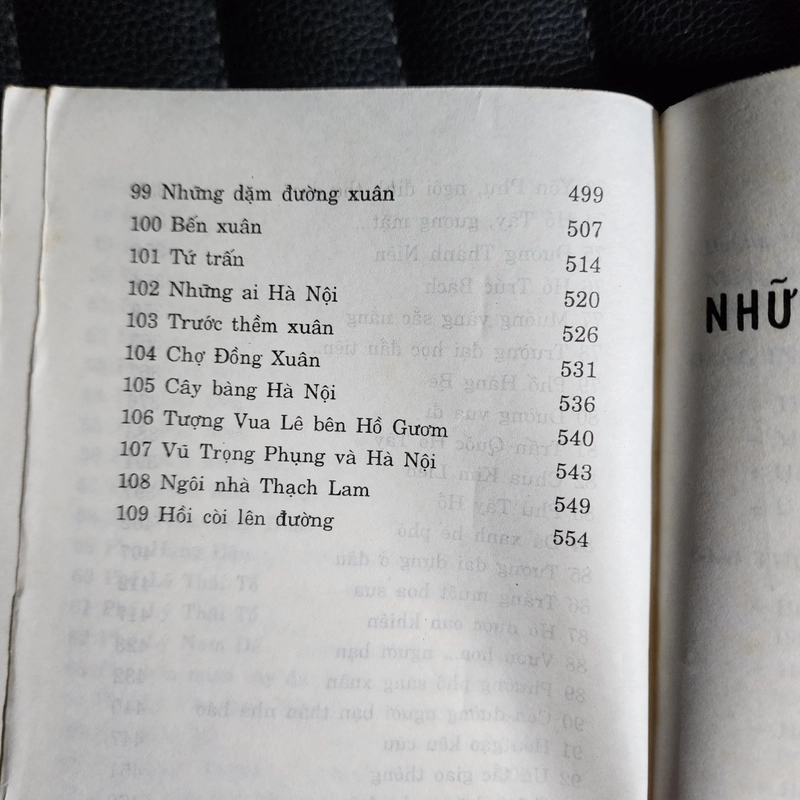 99 Những dặm đường xuân 499
100 Bến xuân 507
101 Tứ trấn 514
102 Những ai Hà Nội 520
103 Trước thềm xuân 526
104 Chợ Đồng Xuân 531
105 Cây bàng Hà Nội 536
106 Tượng Vua Lê bên Hồ Gươm 540
107 Vũ Trọng Phụng và Hà Nội 543
108 Ngôi nhà Thạch Lam 549
109 Hồi còi lên đường 554
NHỮ